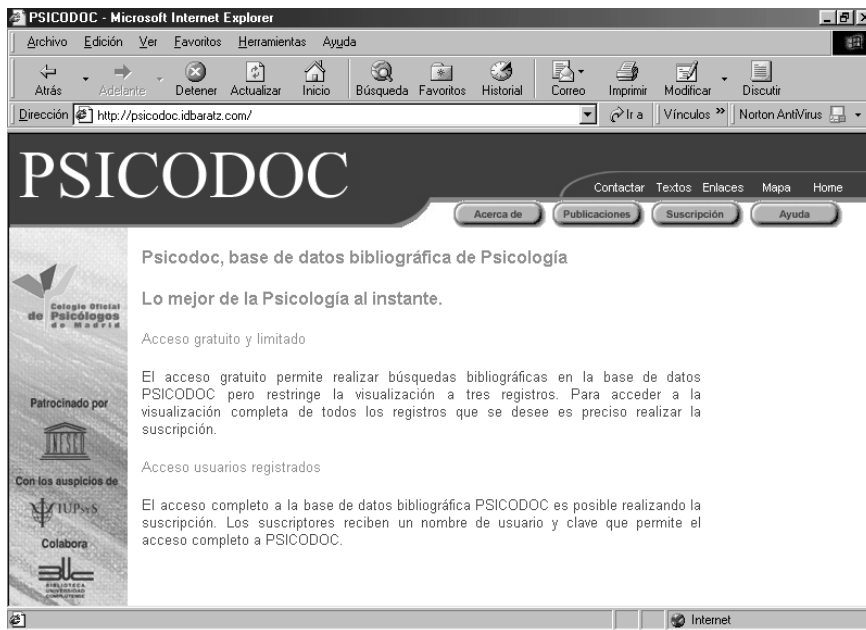 PSICODOC - Microsoft Internet Explorer
Archivo Edición Ver Favoritos Herramientas Ayuda
Atrás Adelante Detener Actualizar Inicio Búsqueda Favoritos Historial Correo Imprimir Modificar Discutir
Dirección http://psicodoc.idbaratz.com/ Ir a Vínculos » Norton AntiVirus
PSICODOC
Contactar Textos Enlaces Mapa Home
Acerca de Publicaciones Suscripción Ayuda
Colegio Oficial
de Psicólogos
de Madrid
Patrocinado por
UNESCO
Con los auspicios de
IUPsyS
Colabora
BIBLIOTECA
UNIVERSIDAD
COMPLUTENSE
Psicodoc, base de datos bibliográfica de Psicología
Lo mejor de la Psicología al instante.
Acceso gratuito y limitado
El acceso gratuito permite realizar búsquedas bibliográficas en la base de datos
PSICODOC pero restringe la visualización a tres registros. Para acceder a la
visualización completa de todos los registros que se desee es preciso realizar la
suscripción.
Acceso usuarios registrados
El acceso completo a la base de datos bibliográfica PSICODOC es posible realizando la
suscripción. Los suscriptores reciben un nombre de usuario y clave que permite el
acceso completo a PSICODOC.
Internet